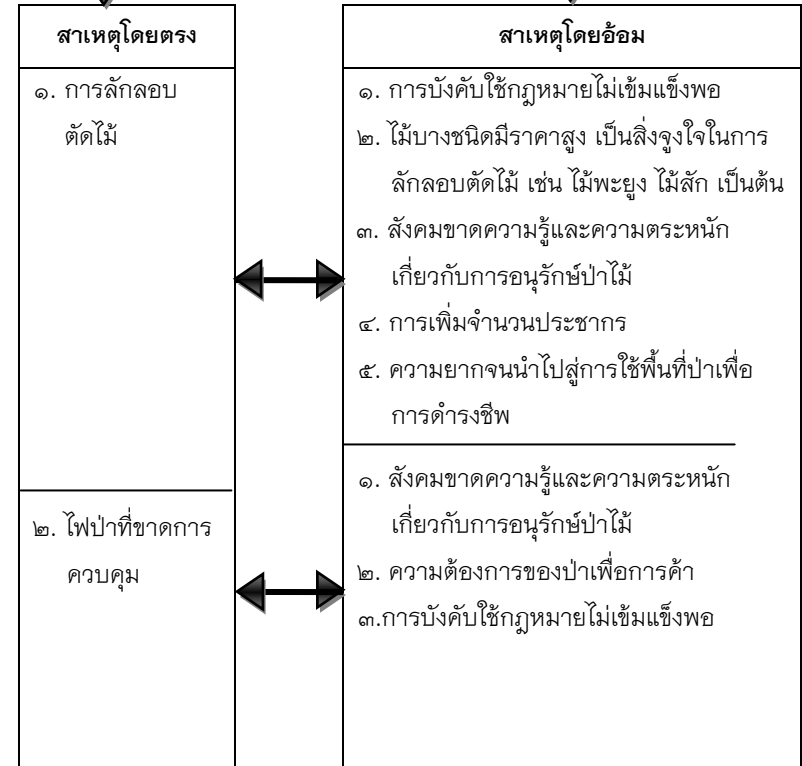 สาเหตุโดยตรง
๑. การลักลอบ
ตัดไม้
๒. ไฟป่าที่ขาดการ
ควบคุม
สาเหตุโดยอ้อม
๑. การบังคับใช้กฎหมายไม่เข้มแข็งพอ
๒. ไม้บางชนิดมีราคาสูง เป็นสิ่งจูงใจในการ
ลักลอบตัดไม้ เช่น ไม้พะยูง ไม้สัก เป็นต้น
๓. สังคมขาดความรู้และความตระหนัก
เกี่ยวกับการอนุรักษ์ป่าไม้
๔. การเพิ่มจำนวนประชากร
๕. ความยากจนนำไปสู่การใช้พื้นที่ป่าเพื่อ
การดำรงชีพ
๑. สังคมขาดความรู้และความตระหนัก
เกี่ยวกับการอนุรักษ์ป่าไม้
๒. ความต้องการของป่าเพื่อการค้า
๓.การบังคับใช้กฎหมายไม่เข้มแข็งพอ